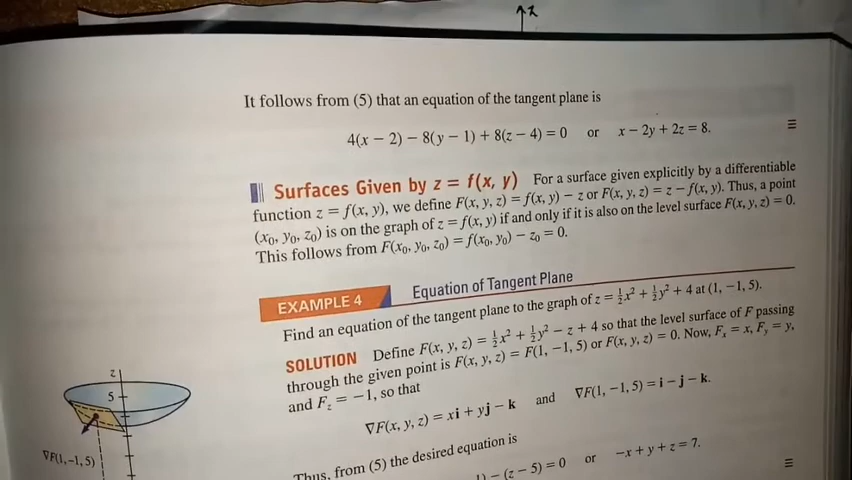 z
It follows from (5) that an equation of the tangent plane is
4(x − 2) − 8(y − 1) + 8(z − 4) = 0 or x − 2y + 2z = 8.
Surfaces Given by z = f(x, y) For a surface given explicitly by a differentiable
function z = f(x, y), we define F(x, y, z) = f(x, y) − z or F(x, y, z) = z − f(x, y). Thus, a point
(x₀, y₀, z₀) is on the graph of z = f(x, y) if and only if it is also on the level surface F(x, y, z) = 0.
This follows from F(x₀, y₀, z₀) = f(x₀, y₀) − z₀ = 0.
EXAMPLE 4 Equation of Tangent Plane
Find an equation of the tangent plane to the graph of z = ½x² + ½y² + 4 at (1, −1, 5).
SOLUTION Define F(x, y, z) = ½x² + ½y² − z + 4 so that the level surface of F passing
through the given point is F(x, y, z) = F(1, −1, 5) or F(x, y, z) = 0. Now, Fₓ = x, F_y = y,
and F_z = −1, so that
∇F(x, y, z) = xi + yj − k and ∇F(1, −1, 5) = i − j − k.
Thus, from (5) the desired equation is
1) − (z − 5) = 0 or −x + y + z = 7.
z
5
∇F(1, −1, 5)